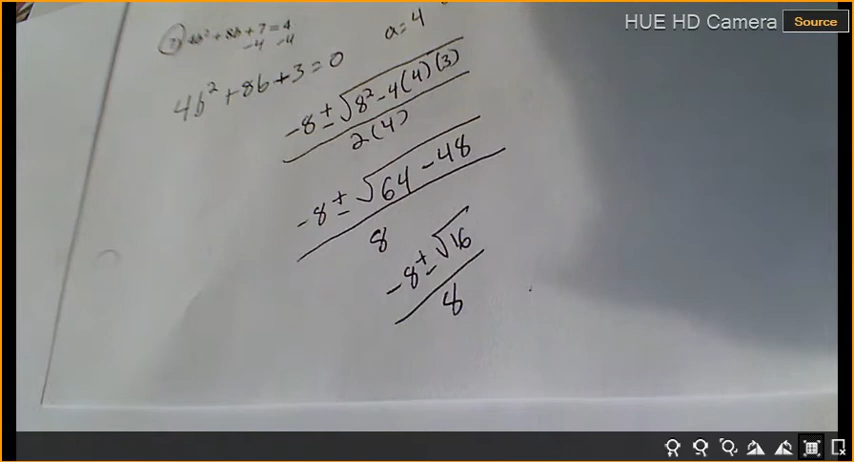 HUE HD Camera Source
7) 4b² + 8b + 7 = 4
-4 -4
a = 4
4b² + 8b + 3 = 0
-8 ± √8² - 4(4)(3)
2(4)
-8 ± √64 - 48
8
-8 ± √16
8